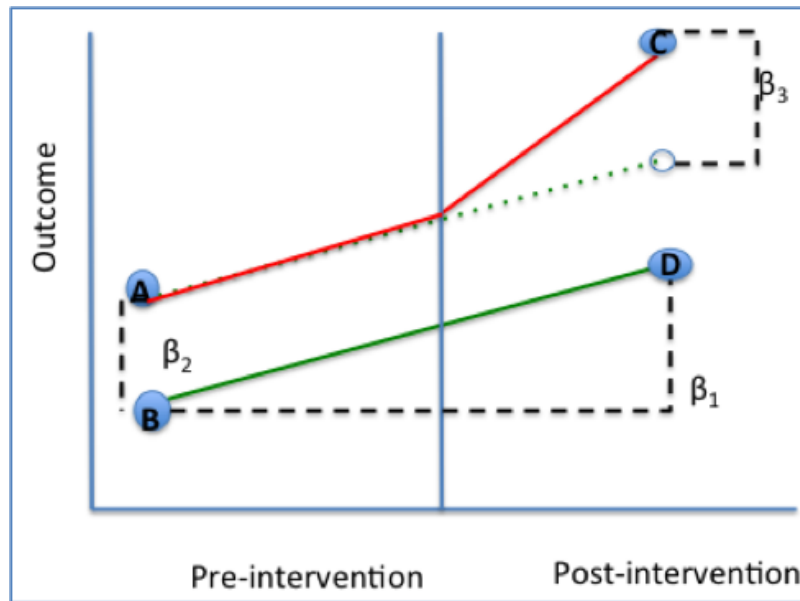 C
β3
Outcome
D
A
β2
β1
B
Pre-intervention
Post-intervention